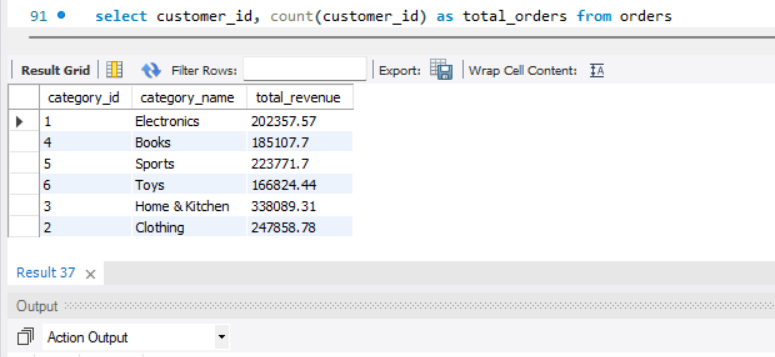 91 select customer_id, count(customer_id) as total_orders from orders
Result Grid Filter Rows: Export: Wrap Cell Content: IA
category_id category_name total_revenue
1 Electronics 202357.57
4 Books 185107.7
5 Sports 223771.7
6 Toys 166824.44
3 Home & Kitchen 338089.31
2 Clothing 247858.78
Result 37 ×
Output
Action Output